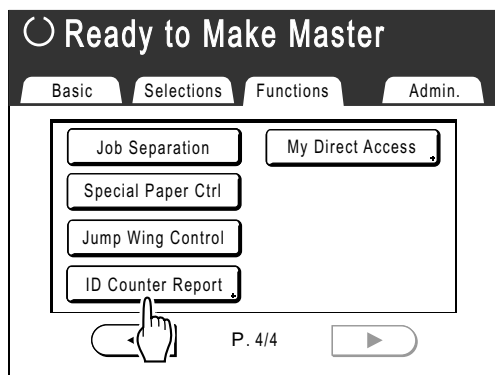 Ready to Make Master
Basic Selections Functions Admin.
Job Separation My Direct Access
Special Paper Ctrl
Jump Wing Control
ID Counter Report
P. 4/4